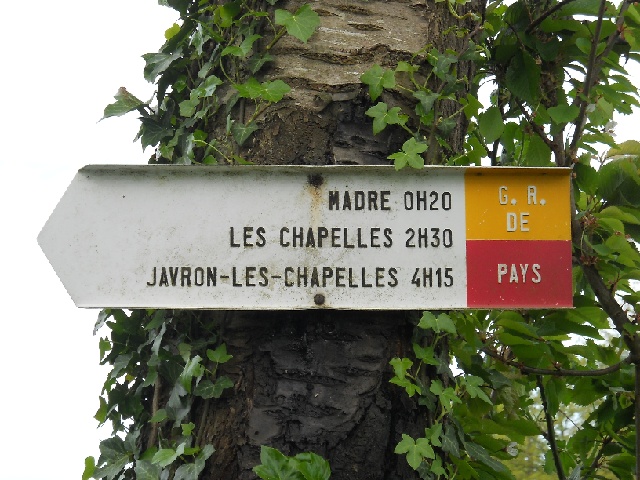 MADRE 0H20
LES CHAPELLES 2H30
JAVRON-LES-CHAPELLES 4H15
G. R.
DE
PAYS